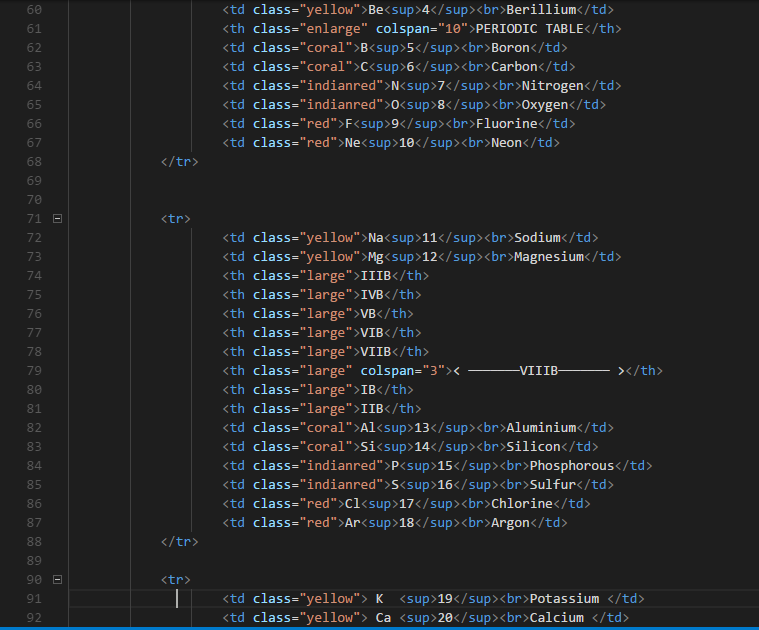 60 <td class="yellow">Be<sup>4</sup><br>Berillium</td>
61 <th class="enlarge" colspan="10">PERIODIC TABLE</th>
62 <td class="coral">B<sup>5</sup><br>Boron</td>
63 <td class="coral">C<sup>6</sup><br>Carbon</td>
64 <td class="indianred">N<sup>7</sup><br>Nitrogen</td>
65 <td class="indianred">O<sup>8</sup><br>Oxygen</td>
66 <td class="red">F<sup>9</sup><br>Fluorine</td>
67 <td class="red">Ne<sup>10</sup><br>Neon</td>
68 </tr>
69
70
71 <tr>
72 <td class="yellow">Na<sup>11</sup><br>Sodium</td>
73 <td class="yellow">Mg<sup>12</sup><br>Magnesium</td>
74 <th class="large">IIIB</th>
75 <th class="large">IVB</th>
76 <th class="large">VB</th>
77 <th class="large">VIB</th>
78 <th class="large">VIIB</th>
79 <th class="large" colspan="3">< ———————VIIIB——————— ></th>
80 <th class="large">IB</th>
81 <th class="large">IIB</th>
82 <td class="coral">Al<sup>13</sup><br>Aluminium</td>
83 <td class="coral">Si<sup>14</sup><br>Silicon</td>
84 <td class="indianred">P<sup>15</sup><br>Phosphorous</td>
85 <td class="indianred">S<sup>16</sup><br>Sulfur</td>
86 <td class="red">Cl<sup>17</sup><br>Chlorine</td>
87 <td class="red">Ar<sup>18</sup><br>Argon</td>
88 </tr>
89
90 <tr>
91 <td class="yellow"> K  <sup>19</sup><br>Potassium </td>
92 <td class="yellow"> Ca <sup>20</sup><br>Calcium </td>